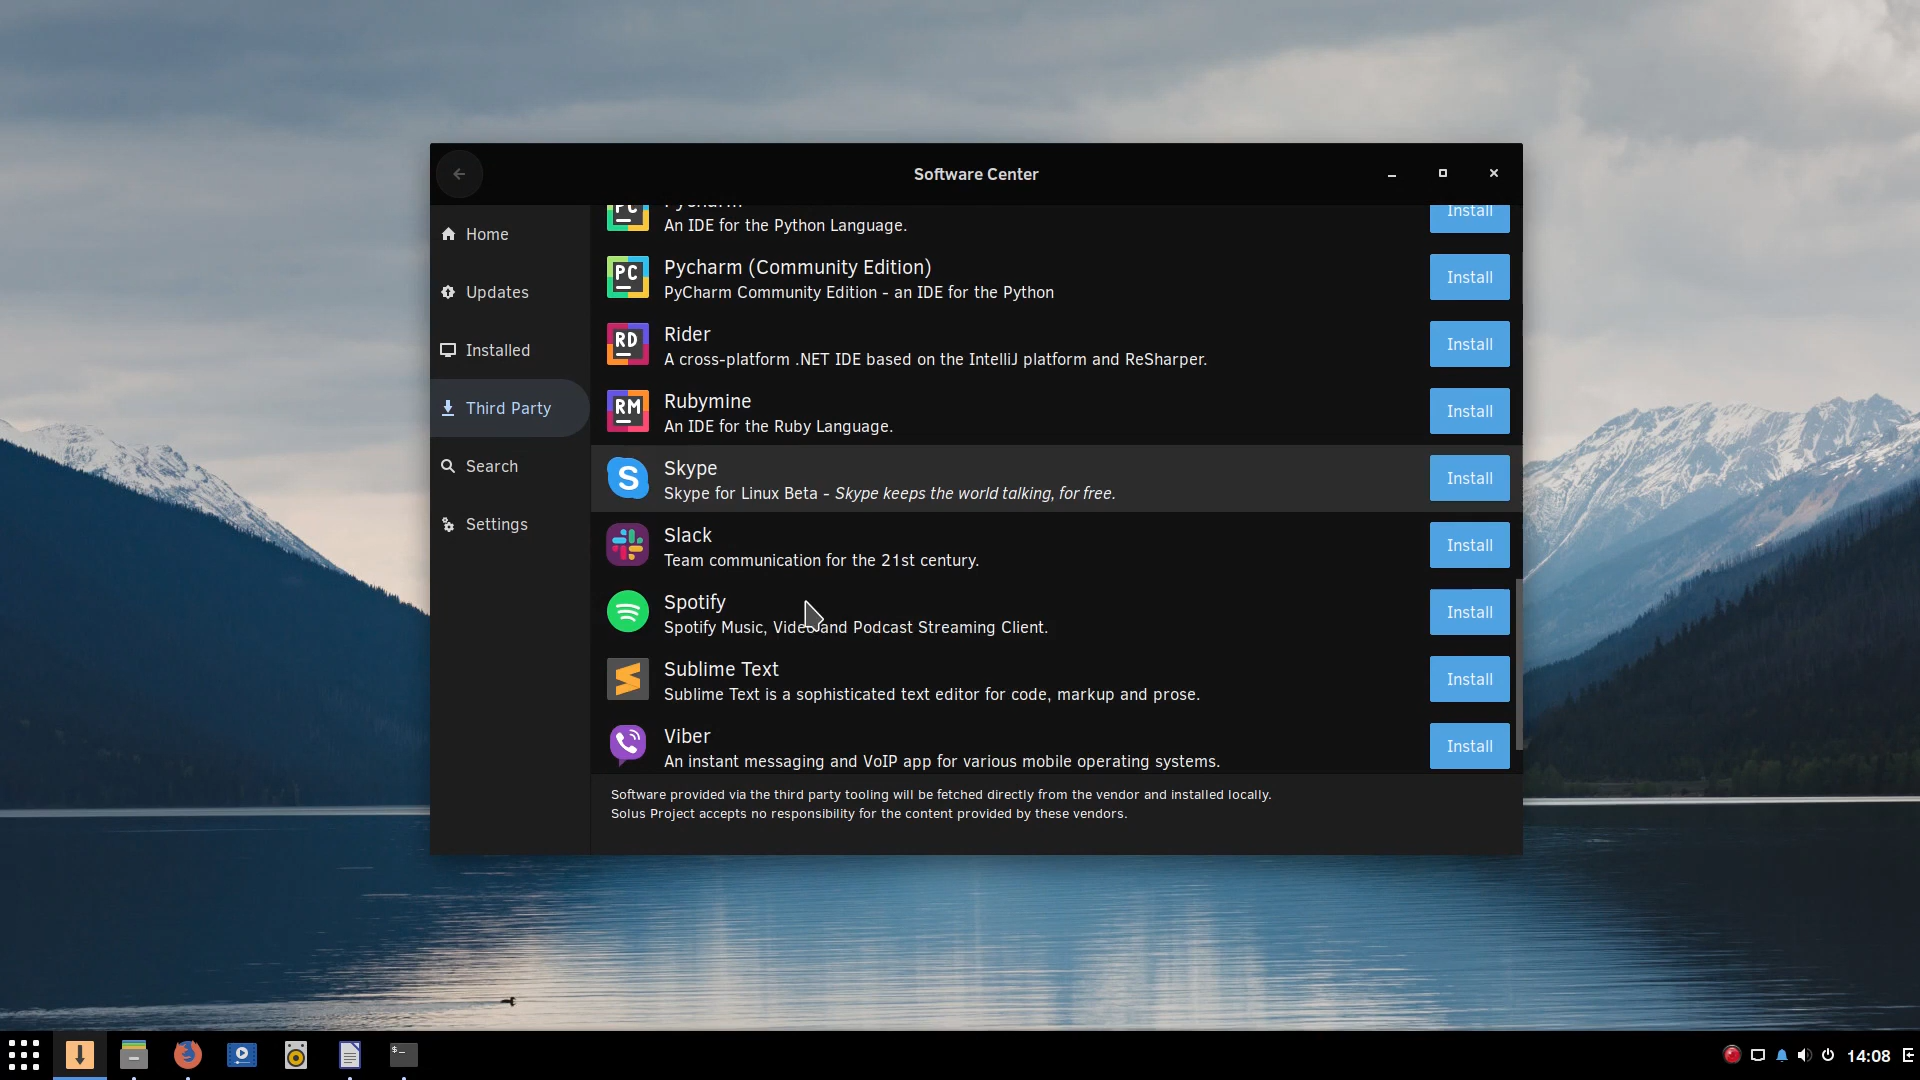 Software Center
Home
Updates
Installed
Third Party
Search
Settings
Pycharm
An IDE for the Python Language.
Install
PC
Pycharm (Community Edition)
PyCharm Community Edition - an IDE for the Python
Install
RD
Rider
A cross-platform .NET IDE based on the IntelliJ platform and ReSharper.
Install
RM
Rubymine
An IDE for the Ruby Language.
Install
S
Skype
Skype for Linux Beta - Skype keeps the world talking, for free.
Install
Slack
Team communication for the 21st century.
Install
Spotify
Spotify Music, Video and Podcast Streaming Client.
Install
Sublime Text
Sublime Text is a sophisticated text editor for code, markup and prose.
Install
Viber
An instant messaging and VoIP app for various mobile operating systems.
Install
Software provided via the third party tooling will be fetched directly from the vendor and installed locally.
Solus Project accepts no responsibility for the content provided by these vendors.
14:08